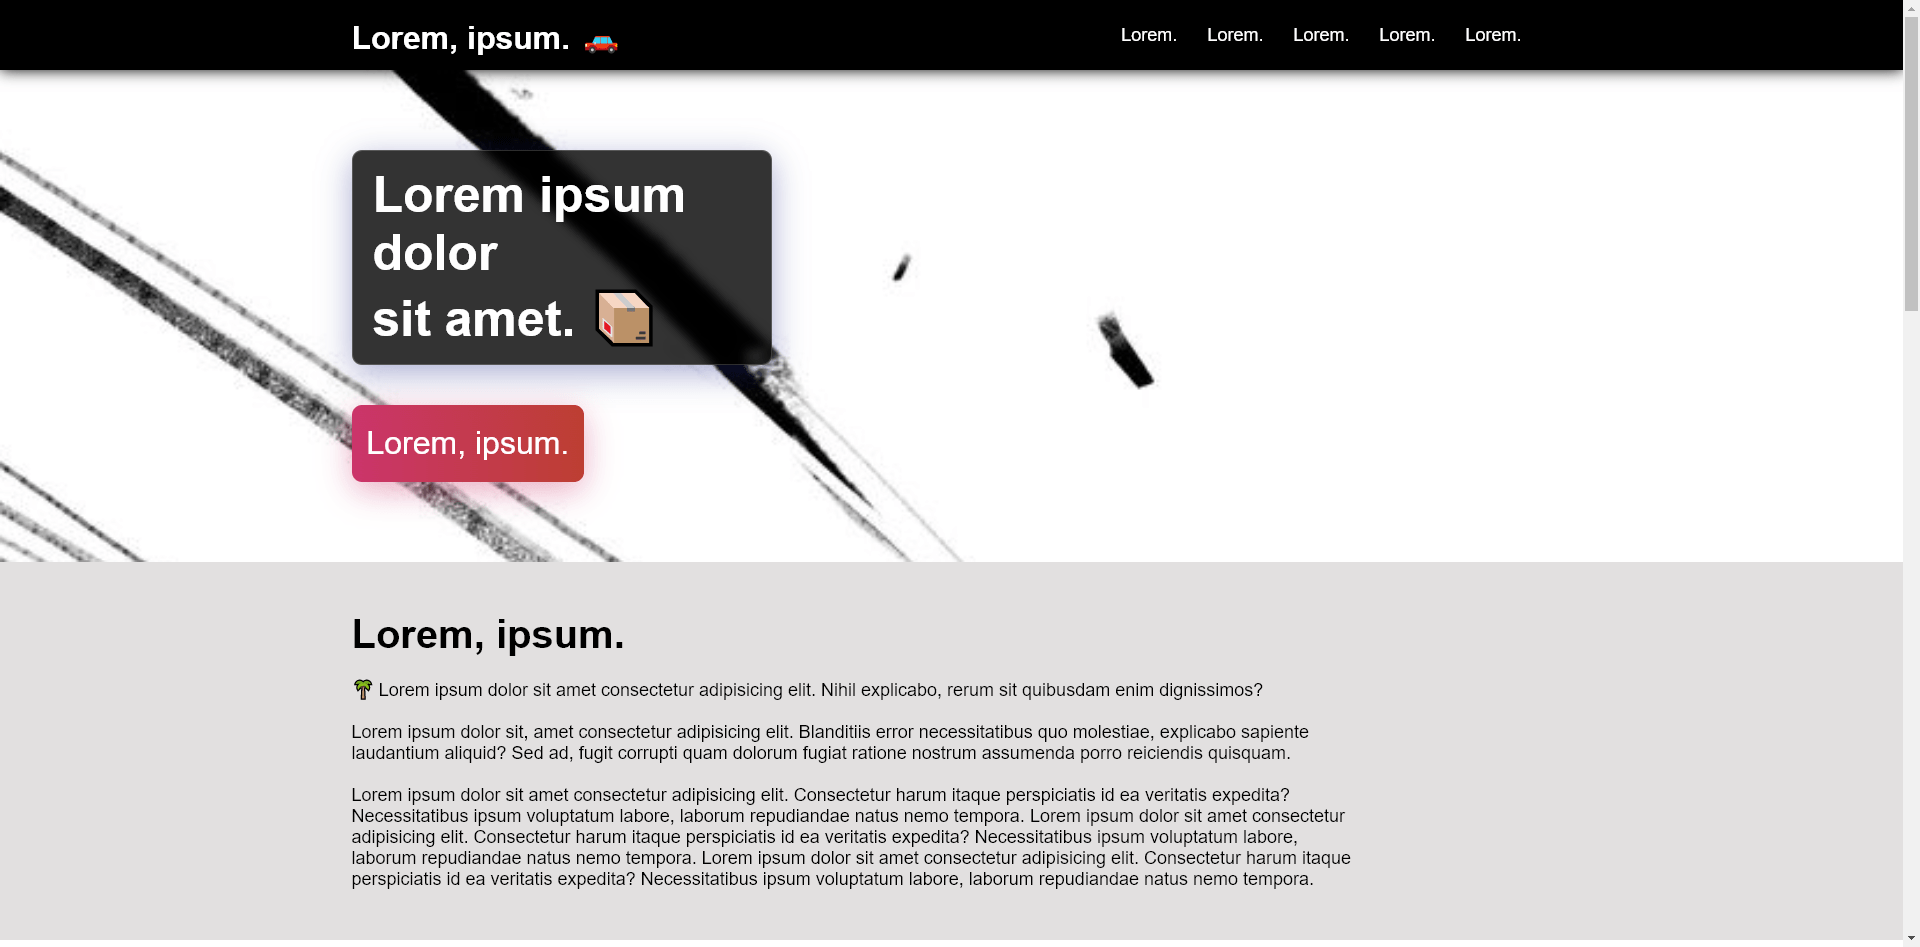 Lorem, ipsum.
Lorem. Lorem. Lorem. Lorem. Lorem.
Lorem ipsum
dolor
sit amet.
Lorem, ipsum.
Lorem, ipsum.
Lorem ipsum dolor sit amet consectetur adipisicing elit. Nihil explicabo, rerum sit quibusdam enim dignissimos?
Lorem ipsum dolor sit, amet consectetur adipisicing elit. Blanditiis error necessitatibus quo molestiae, explicabo sapiente
laudantium aliquid? Sed ad, fugit corrupti quam dolorum fugiat ratione nostrum assumenda porro reiciendis quisquam.
Lorem ipsum dolor sit amet consectetur adipisicing elit. Consectetur harum itaque perspiciatis id ea veritatis expedita?
Necessitatibus ipsum voluptatum labore, laborum repudiandae natus nemo tempora. Lorem ipsum dolor sit amet consectetur
adipisicing elit. Consectetur harum itaque perspiciatis id ea veritatis expedita? Necessitatibus ipsum voluptatum labore,
laborum repudiandae natus nemo tempora. Lorem ipsum dolor sit amet consectetur adipisicing elit. Consectetur harum itaque
perspiciatis id ea veritatis expedita? Necessitatibus ipsum voluptatum labore, laborum repudiandae natus nemo tempora.